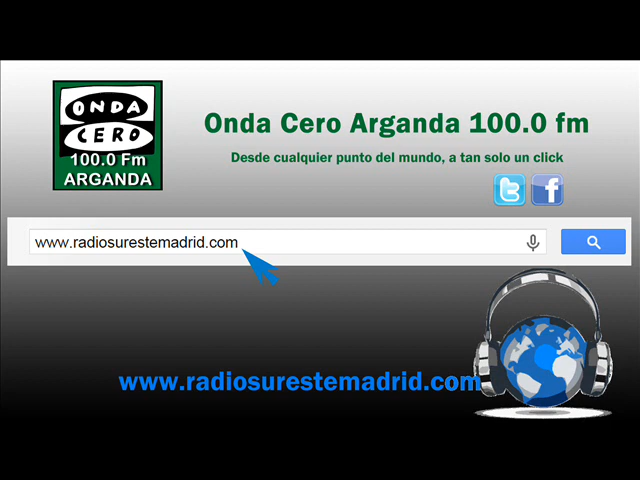 ONDA
CERO
100.0 Fm
ARGANDA
Onda Cero Arganda 100.0 fm
Desde cualquier punto del mundo, a tan solo un click
www.radiosurestemadrid.com
www.radiosurestemadrid.com